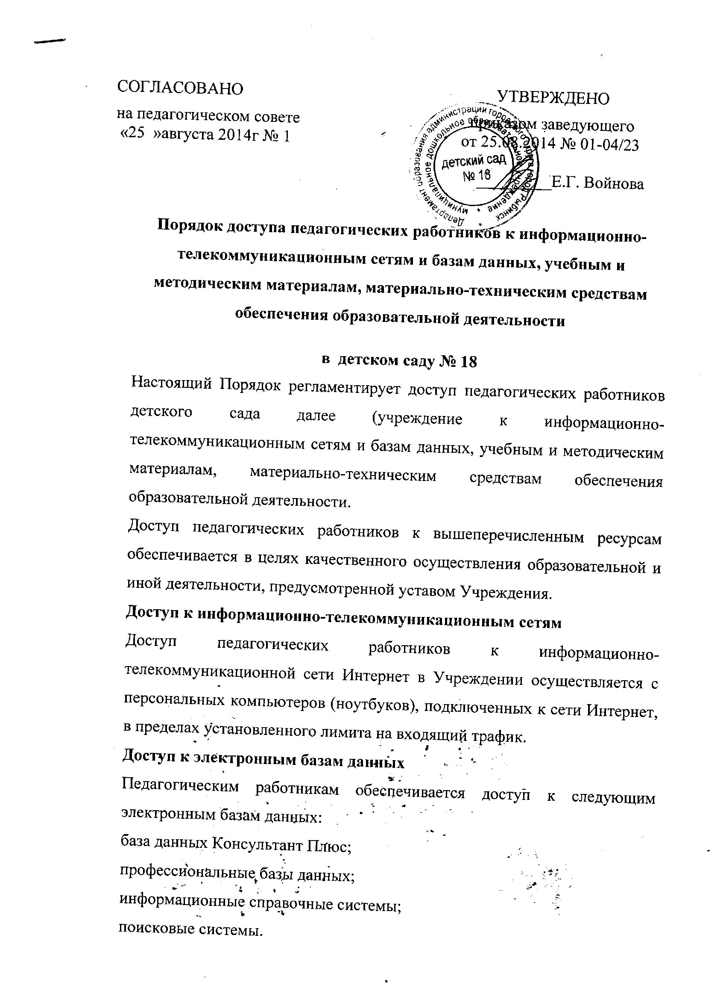 СОГЛАСОВАНО
на педагогическом совете
«25  »августа 2014г № 1
УТВЕРЖДЕНО
приказом заведующего
от 25.08.2014 № 01-04/23
Е.Г. Войнова
Департамент образования администрации городского округа город Рыбинск
муниципальное дошкольное образовательное учреждение
детский сад
№ 18
Порядок доступа педагогических работников к информационно-
телекоммуникационным сетям и базам данных, учебным и
методическим материалам, материально-техническим средствам
обеспечения образовательной деятельности
в  детском саду № 18
Настоящий Порядок регламентирует доступ педагогических работников
детского сада далее (учреждение к информационно-
телекоммуникационным сетям и базам данных, учебным и методическим
материалам, материально-техническим средствам обеспечения
образовательной деятельности.
Доступ педагогических работников к вышеперечисленным ресурсам
обеспечивается в целях качественного осуществления образовательной и
иной деятельности, предусмотренной уставом Учреждения.
Доступ к информационно-телекоммуникационным сетям
Доступ педагогических работников к информационно-
телекоммуникационной сети Интернет в Учреждении осуществляется с
персональных компьютеров (ноутбуков), подключенных к сети Интернет,
в пределах установленного лимита на входящий трафик.
Доступ к электронным базам данных
Педагогическим работникам обеспечивается доступ к следующим
электронным базам данных:
база данных Консультант Плюс;
профессиональные базы данных;
информационные справочные системы;
поисковые системы.